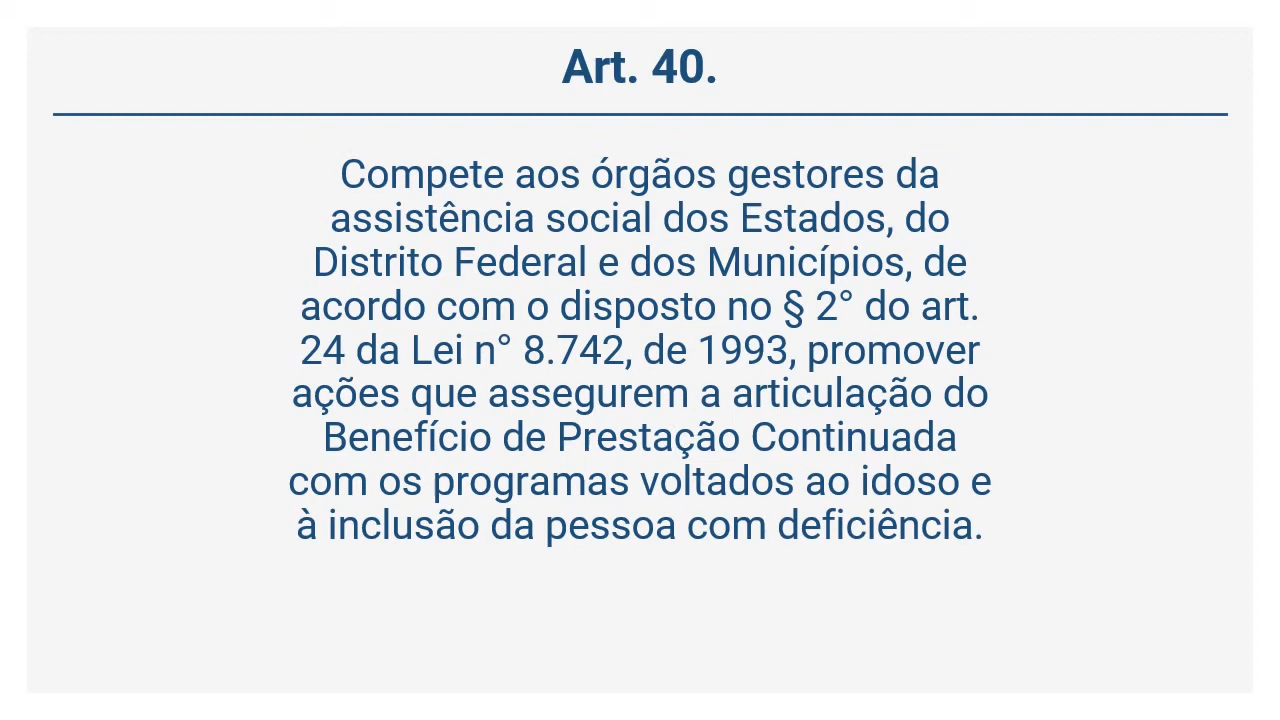 Art. 40.
Compete aos órgãos gestores da
assistência social dos Estados, do
Distrito Federal e dos Municípios, de
acordo com o disposto no § 2° do art.
24 da Lei n° 8.742, de 1993, promover
ações que assegurem a articulação do
Benefício de Prestação Continuada
com os programas voltados ao idoso e
à inclusão da pessoa com deficiência.